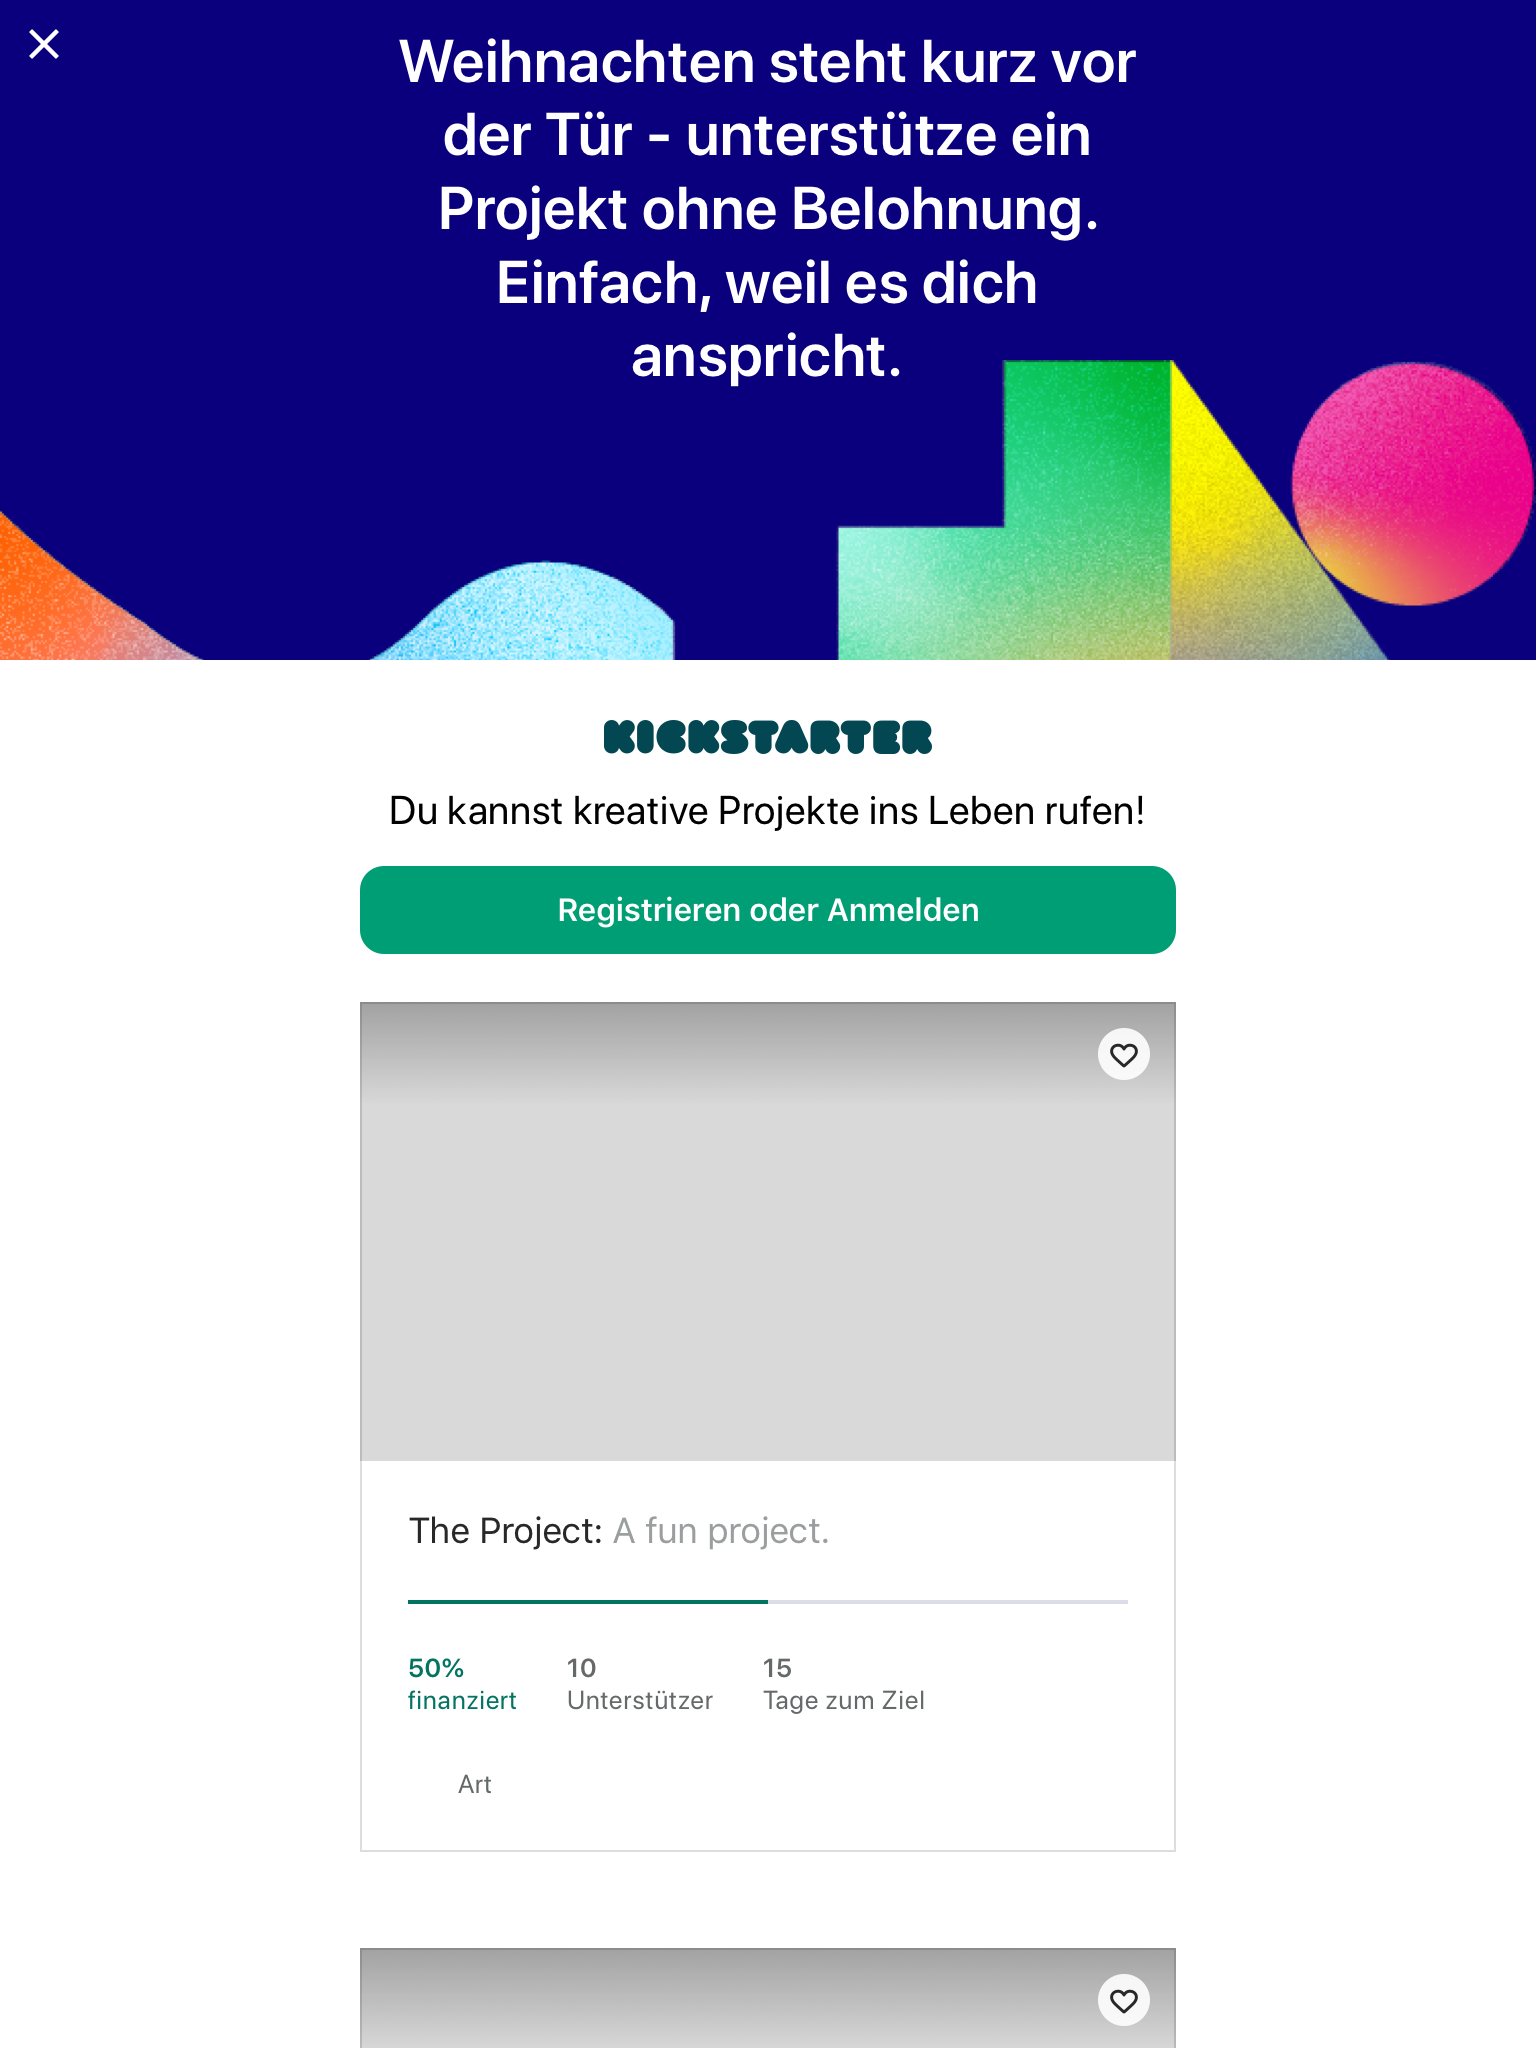 Weihnachten steht kurz vor
der Tür - unterstütze ein
Projekt ohne Belohnung.
Einfach, weil es dich
anspricht.
KICKSTARTER
Du kannst kreative Projekte ins Leben rufen!
Registrieren oder Anmelden
The Project: A fun project.
50%
finanziert
10
Unterstützer
15
Tage zum Ziel
Art